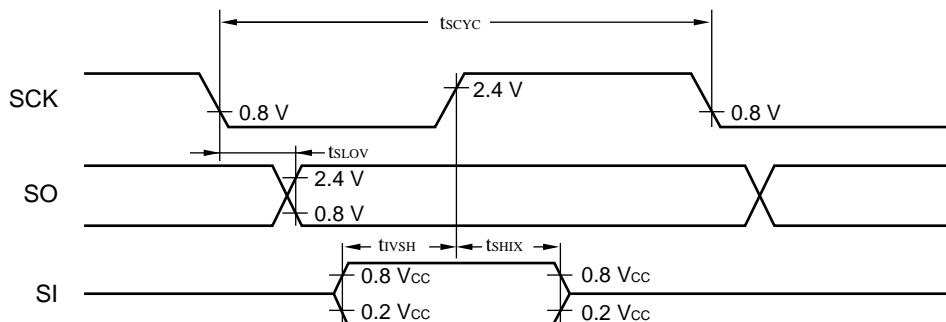 tSCYC
SCK
2.4 V
0.8 V
0.8 V
tSLOV
SO
2.4 V
0.8 V
tIVSH
tSHIX
SI
0.8 VCC
0.8 VCC
0.2 VCC
0.2 VCC